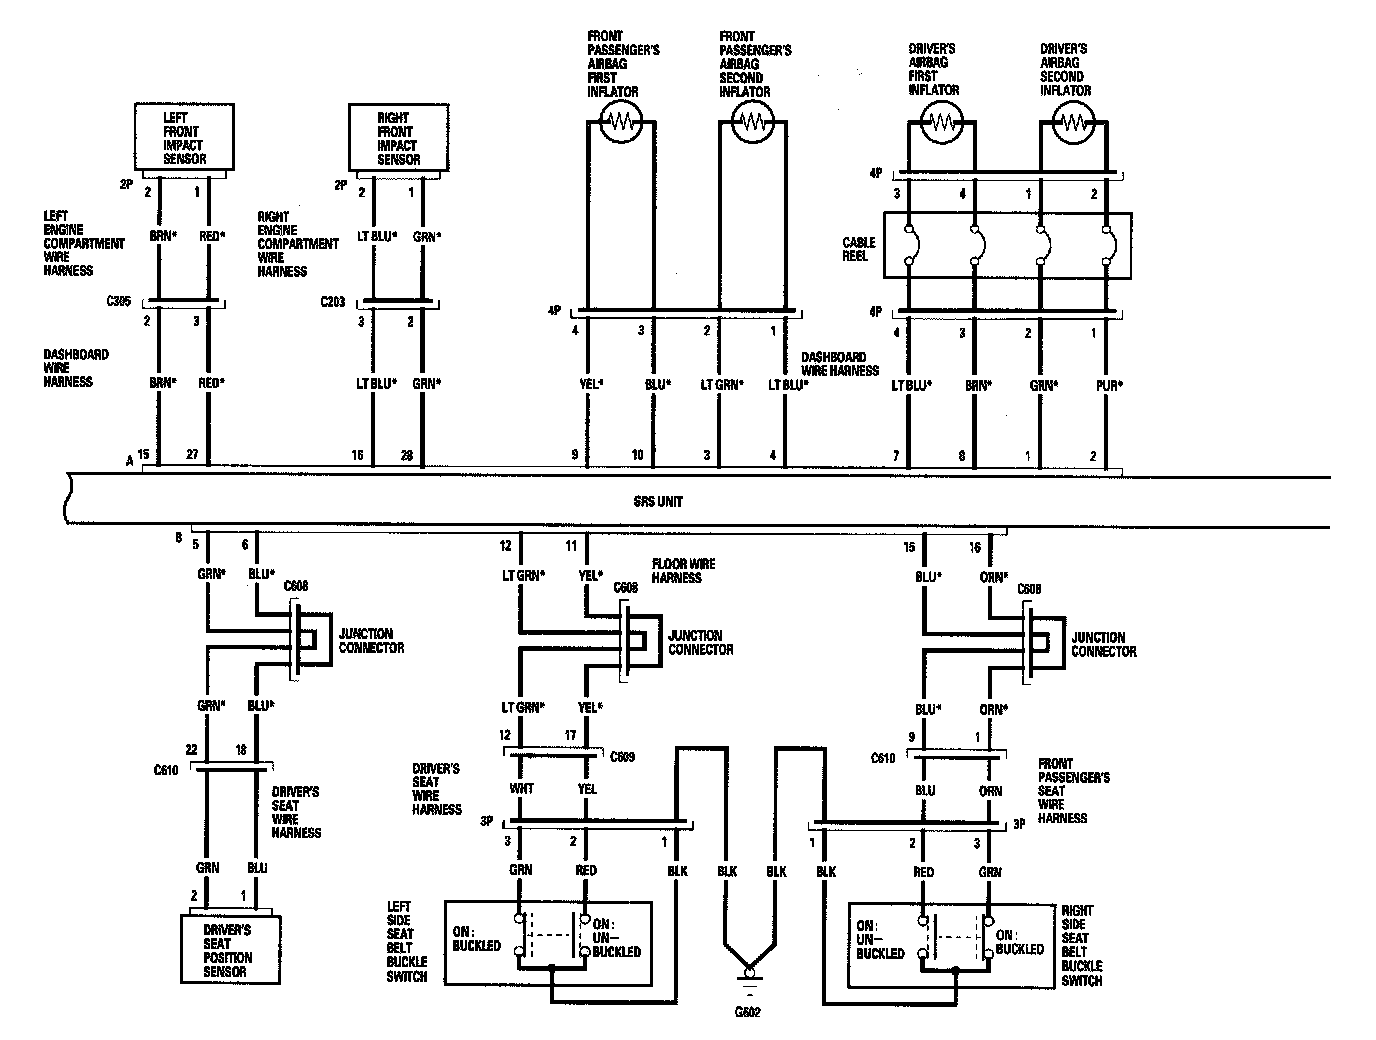 FRONT
PASSENGER'S
AIRBAG
FIRST
INFLATOR
FRONT
PASSENGER'S
AIRBAG
SECOND
INFLATOR
DRIVER'S
AIRBAG
FIRST
INFLATOR
DRIVER'S
AIRBAG
SECOND
INFLATOR
LEFT
FRONT
IMPACT
SENSOR
RIGHT
FRONT
IMPACT
SENSOR
2P 2 1
2P 2 1
4P 3 4 1 2
LEFT
ENGINE
COMPARTMENT
WIRE
HARNESS
BRN* RED*
RIGHT
ENGINE
COMPARTMENT
WIRE
HARNESS
LT BLU* GRN*
CABLE
REEL
C305
2 3
C203
3 2
4P
4 3 2 1
4P
4 3 2 1
DASHBOARD
WIRE
HARNESS
BRN* RED*
LT BLU* GRN*
YEL* BLU* LT GRN* LT BLU*
DASHBOARD
WIRE HARNESS
LT BLU* BRN* GRN* PUR*
A 15 27 16 28 9 10 3 4 7 8 1 2
SRS UNIT
B 5 6 12 11 15 16
GRN* BLU*
C608
JUNCTION
CONNECTOR
LT GRN* YEL*
FLOOR WIRE
HARNESS
C608
JUNCTION
CONNECTOR
BLU* ORN*
C608
JUNCTION
CONNECTOR
GRN* BLU*
LT GRN* YEL*
BLU* ORN*
22 18
C610
12 17
C609
9 1
C610
DRIVER'S
SEAT
WIRE
HARNESS
DRIVER'S
SEAT
WIRE
HARNESS
WHT YEL
BLU ORN
FRONT
PASSENGER'S
SEAT
WIRE
HARNESS
3P
3 2 1
3P
1 2 3
GRN BLU
GRN RED BLK BLK BLK BLK RED GRN
2 1
DRIVER'S
SEAT
POSITION
SENSOR
LEFT
SIDE
SEAT
BELT
BUCKLE
SWITCH
ON:
BUCKLED
ON:
UN-
BUCKLED
ON:
UN-
BUCKLED
ON:
BUCKLED
RIGHT
SIDE
SEAT
BELT
BUCKLE
SWITCH
G602